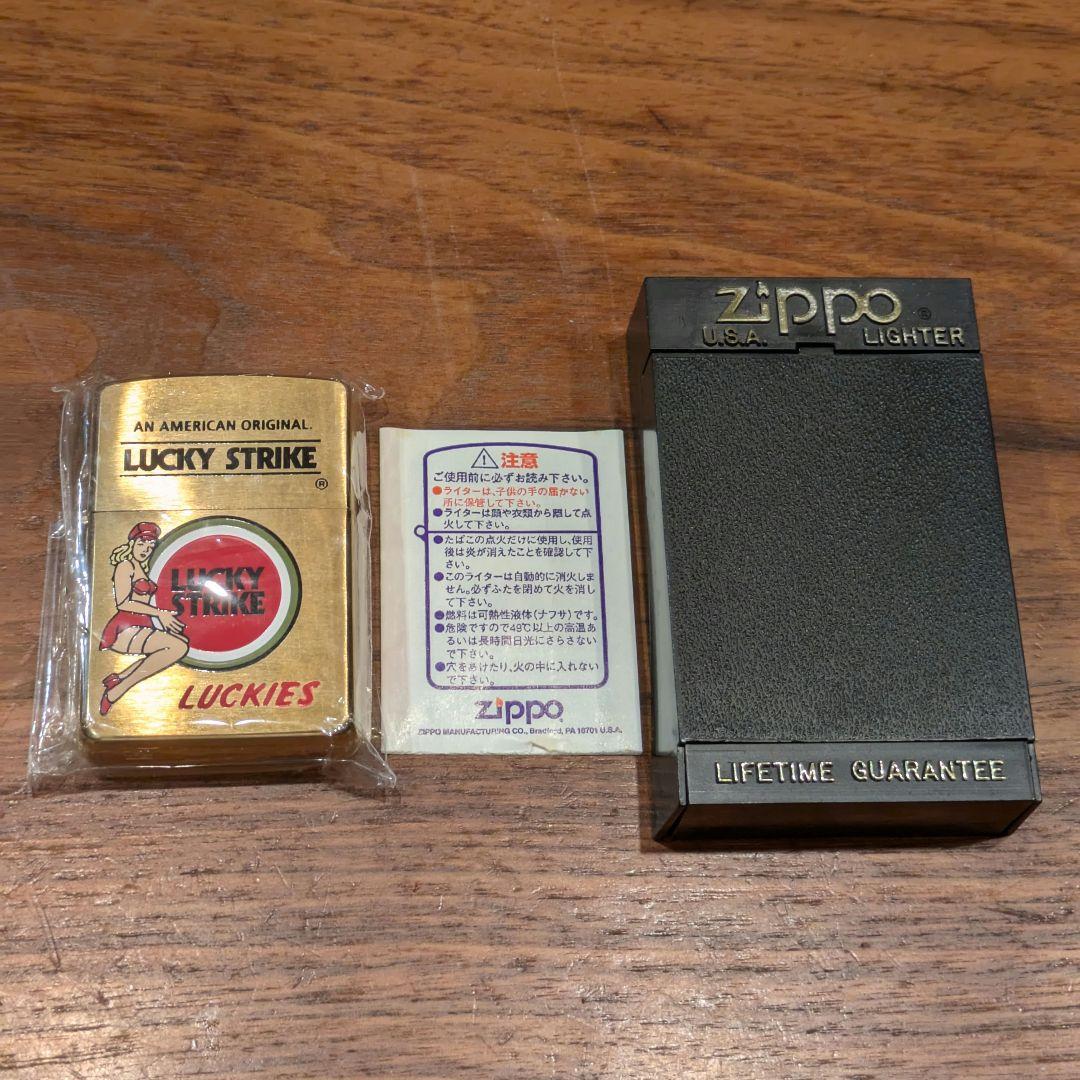 AN AMERICAN ORIGINAL.
LUCKY STRIKE
®
LUCKY
STRIKE
LUCKIES
注意
ご使用前に必ずお読み下さい。
●ライターは、子供の手の届かない
所に保管して下さい。
●ライターは顔や衣類から離して点
火して下さい。
●たばこの点火だけに使用し、使用
後は炎が消えたことを確認して下
さい。
●このライターは自動的に消火しま
せん。必ずふたを閉めて火を消し
て下さい。
●燃料は可熱性液体(ナフサ)です。
●危険ですので49℃以上の高温あ
るいは長時間日光にさらさない
で下さい。
●穴をあけたり、火の中に入れない
で下さい。
zippo
ZIPPO MANUFACTURING CO., Bradford, PA 16701 U.S.A.
Zippo ®
U.S.A. LIGHTER
LIFETIME GUARANTEE